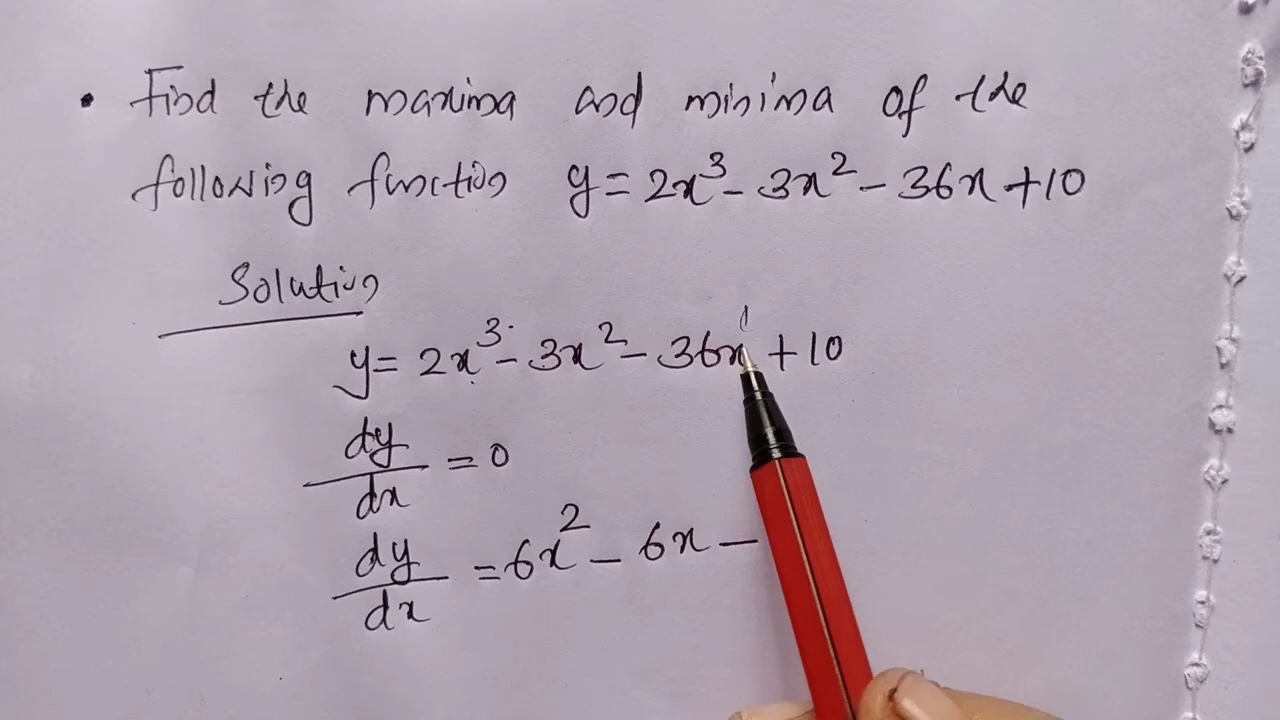 • Find the maxima and minima of the
following function y = 2x³ - 3x² - 36x + 10
Solution
y = 2x³ - 3x² - 36x¹ + 10
dy/dx = 0
dy/dx = 6x² - 6x -